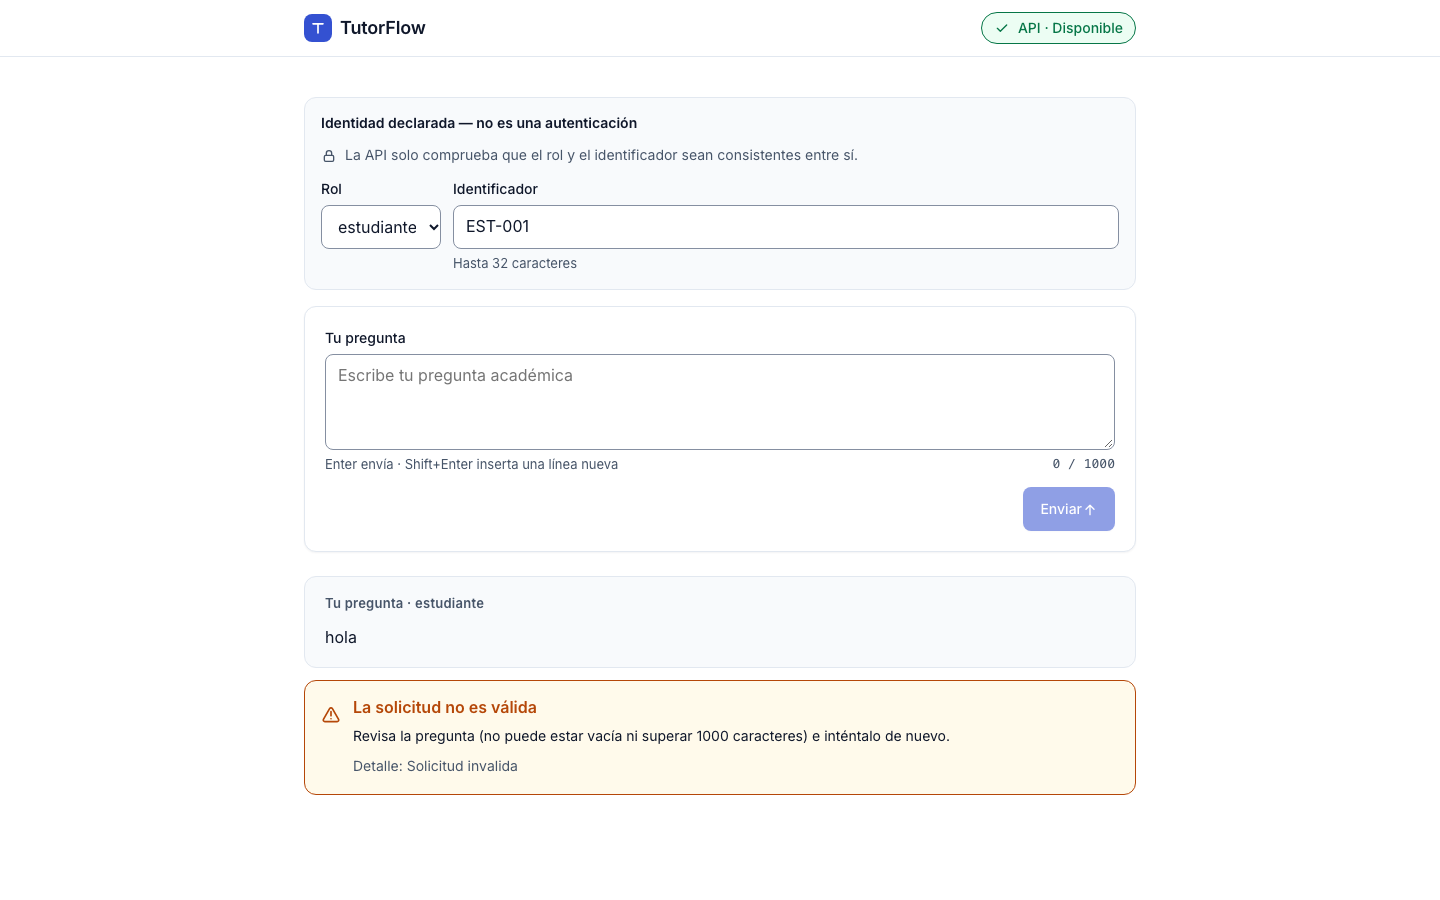 T TutorFlow
API · Disponible
Identidad declarada — no es una autenticación
La API solo comprueba que el rol y el identificador sean consistentes entre sí.
Rol
Identificador
estudiante
EST-001
Hasta 32 caracteres
Tu pregunta
Escribe tu pregunta académica
Enter envía · Shift+Enter inserta una línea nueva
0 / 1000
Enviar ↑
Tu pregunta · estudiante
hola
La solicitud no es válida
Revisa la pregunta (no puede estar vacía ni superar 1000 caracteres) e inténtalo de nuevo.
Detalle: Solicitud invalida